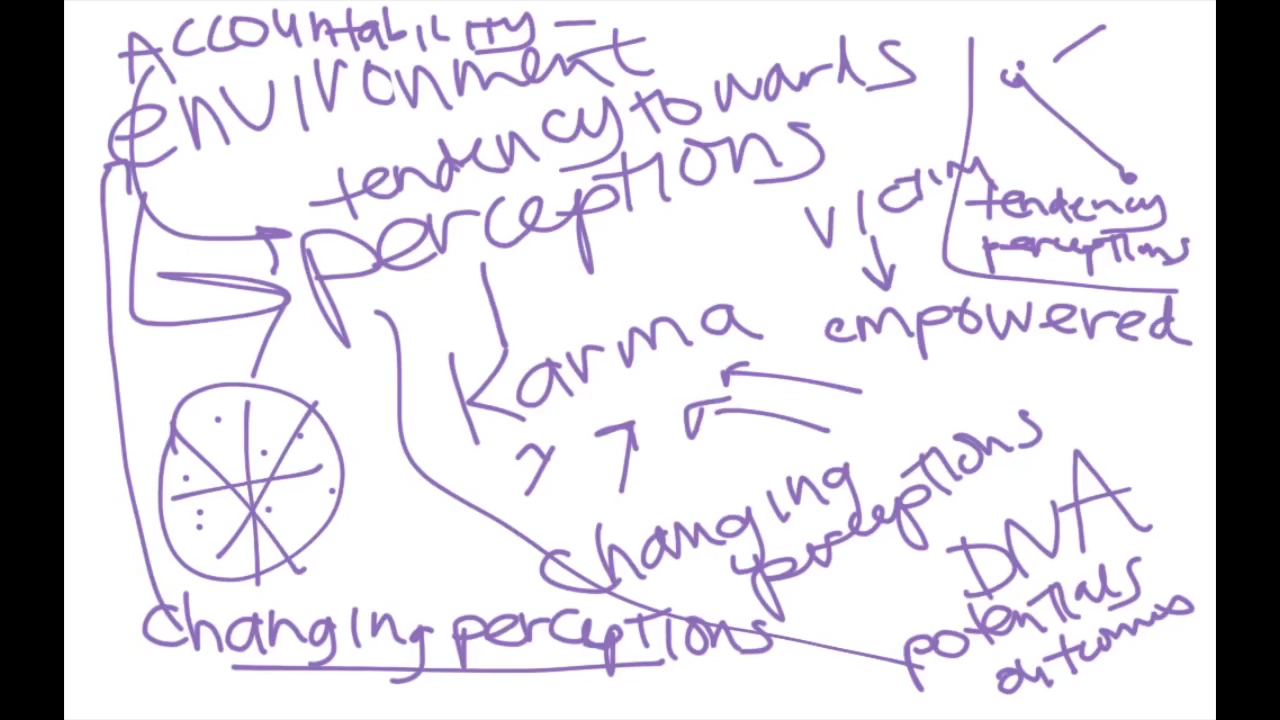 Accountability -
environment
tendency towards
perceptions
victim
tendency
perceptions
empowered
Karma
changing
perceptions
DNA
potentials
outcomes
changing perceptions